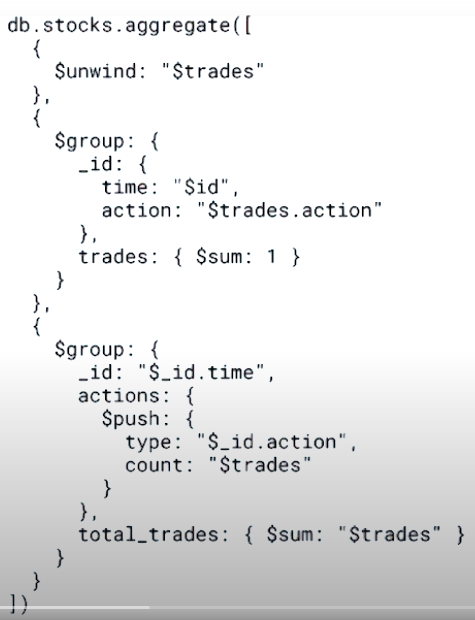 db.stocks.aggregate([
  {
    $unwind: "$trades"
  },
  {
    $group: {
      _id: {
        time: "$id",
        action: "$trades.action"
      },
      trades: { $sum: 1 }
    }
  },
  {
    $group: {
      _id: "$_id.time",
      actions: {
        $push: {
          type: "$_id.action",
          count: "$trades"
        }
      },
      total_trades: { $sum: "$trades" }
    }
  }
])